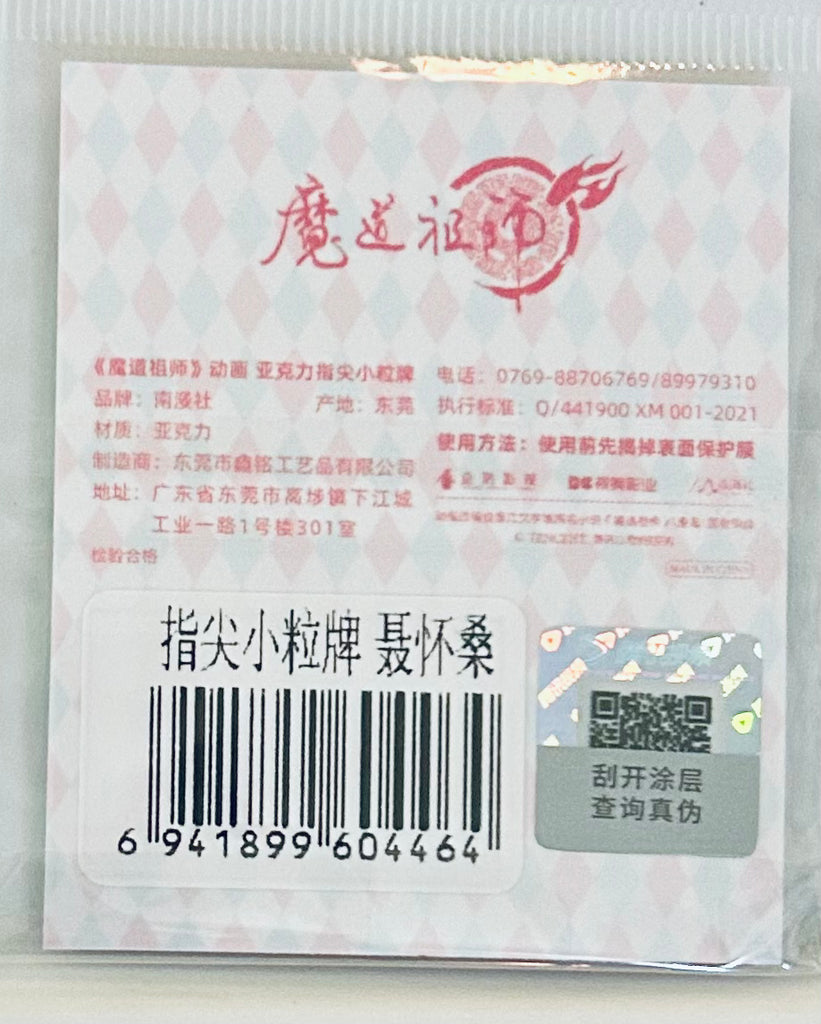 魔道祖师
《魔道祖师》动画 亚克力指尖小粒牌
品牌：南漫社 产地：东莞
材质：亚克力
制造商：东莞市鑫铭工艺品有限公司
地址：广东省东莞市高埗镇下江城
工业一路1号楼301室
检验合格
电话：0769-88706769/89979310
执行标准：Q/441900 XM 001-2021
使用方法：使用前先揭掉表面保护膜
MADE IN CHINA
指尖小粒牌 聂怀桑
6 941899 604464
刮开涂层
查询真伪